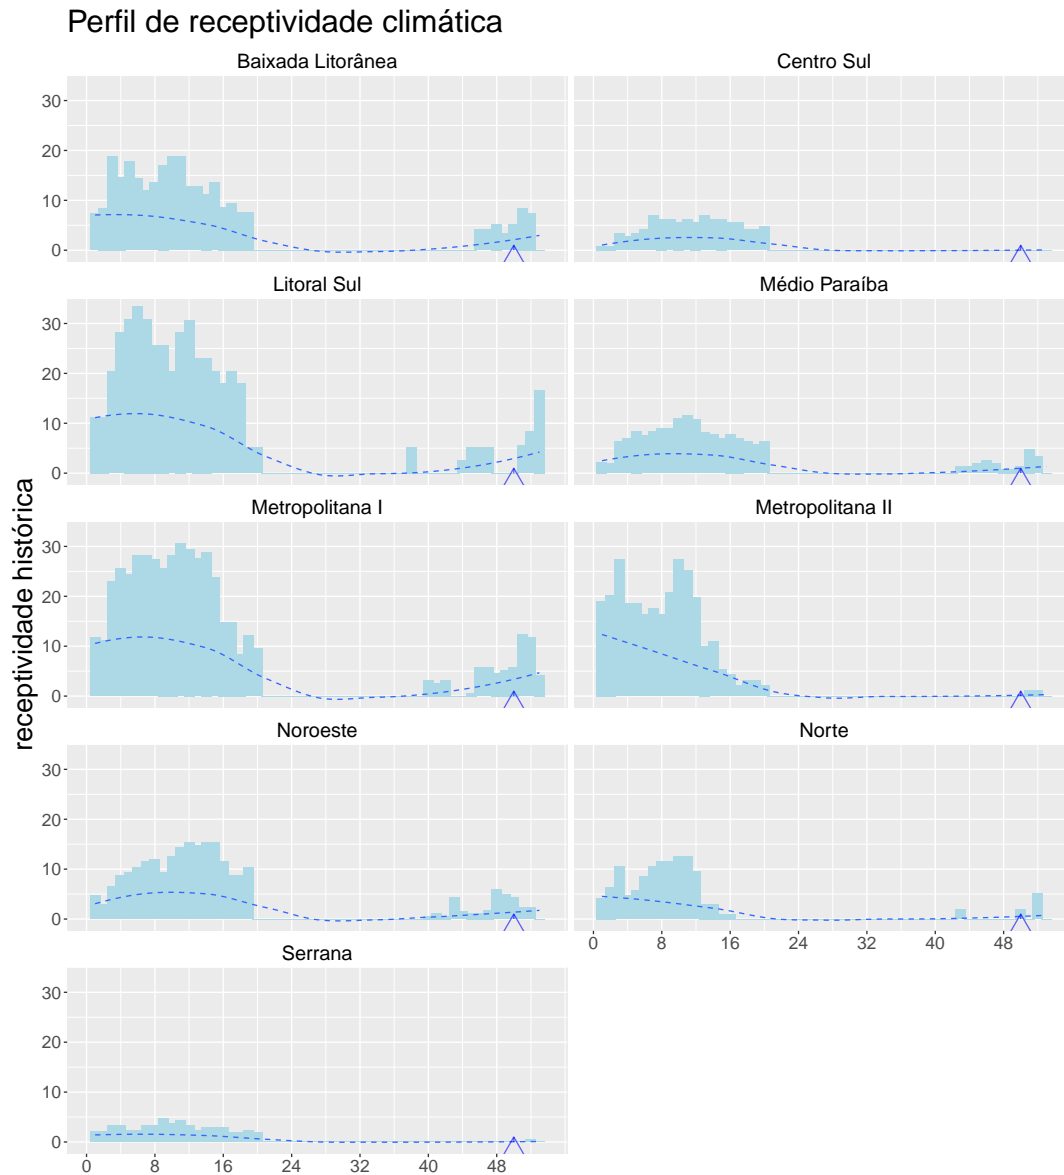 Perfil de receptividade climática
Baixada Litorânea
Centro Sul
30
20
10
0
Litoral Sul
Médio Paraíba
30
20
10
0
receptividade histórica
Metropolitana I
Metropolitana II
30
20
10
0
Noroeste
Norte
30
20
10
0
0 8 16 24 32 40 48
Serrana
30
20
10
0
0 8 16 24 32 40 48